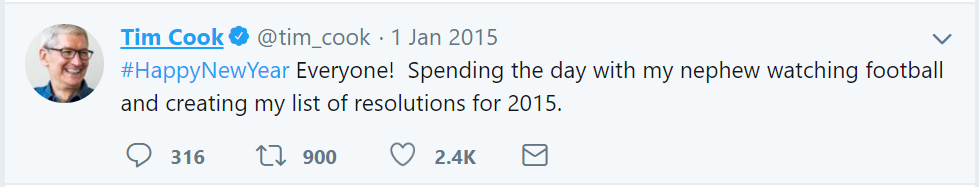 Tim Cook @tim_cook · 1 Jan 2015
#HappyNewYear Everyone!  Spending the day with my nephew watching football
and creating my list of resolutions for 2015.
316 900 2.4K